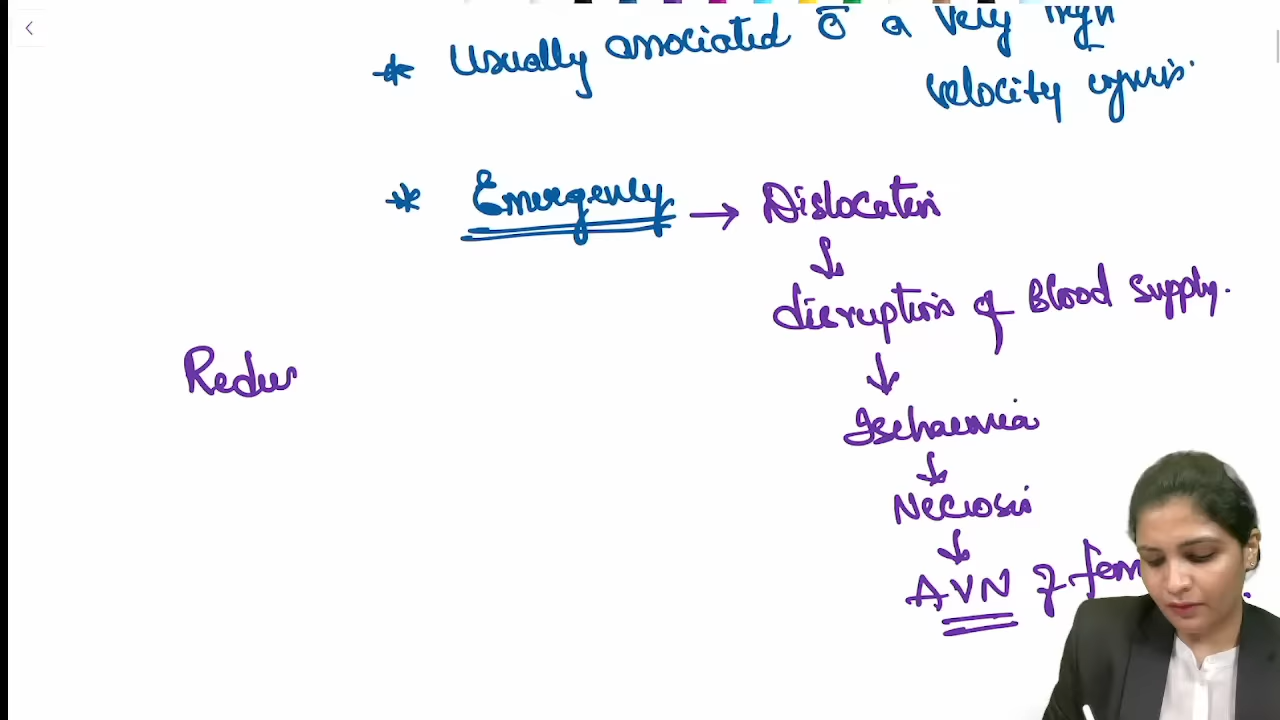 * Usually associated c̄ a very high
velocity injuries.
* Emergency → Dislocation
↓
disruption of Blood supply.
↓
Ischaemia
↓
Necrosis
↓
AVN of fem
Redu